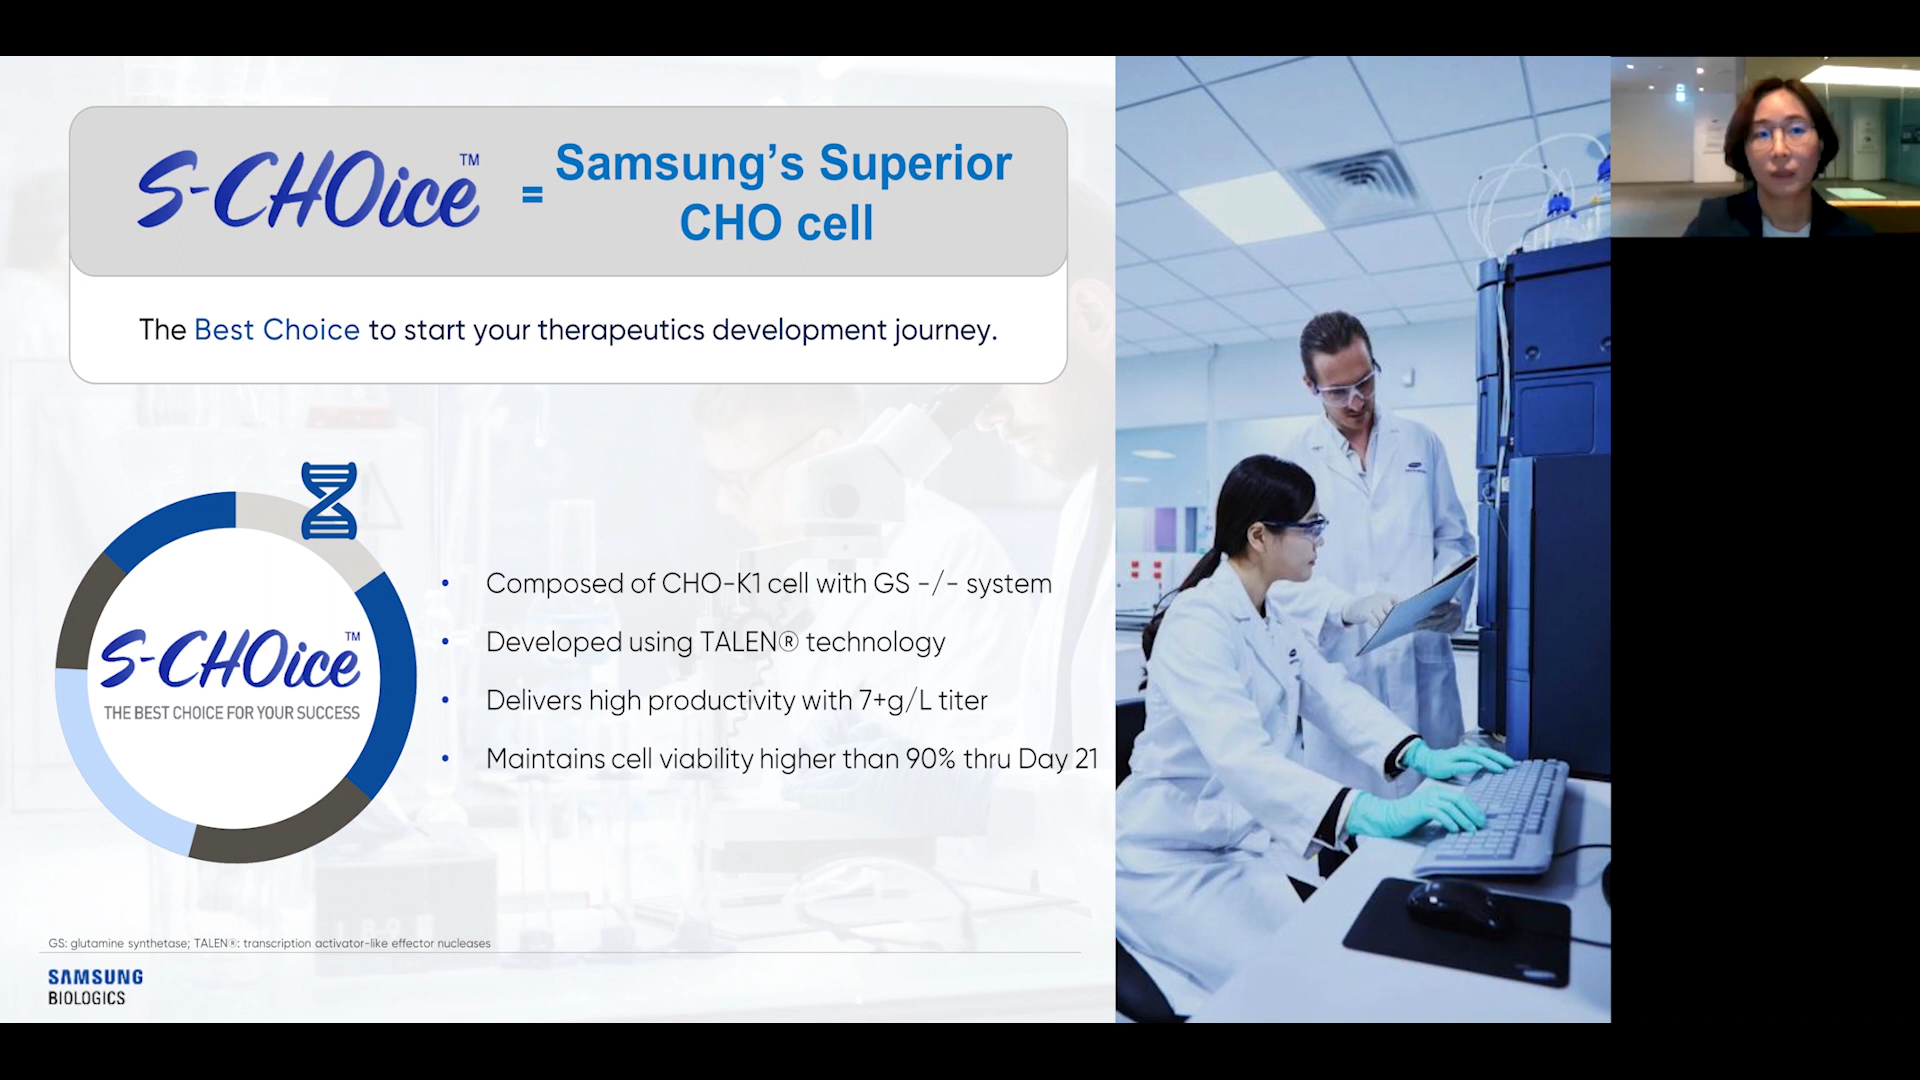 S-CHOice™
= Samsung's Superior
CHO cell
The Best Choice to start your therapeutics development journey.
S-CHOice™
THE BEST CHOICE FOR YOUR SUCCESS
• Composed of CHO-K1 cell with GS -/- system
• Developed using TALEN® technology
• Delivers high productivity with 7+g/L titer
• Maintains cell viability higher than 90% thru Day 21
GS: glutamine synthetase; TALEN®: transcription activator-like effector nucleases
SAMSUNG
BIOLOGICS